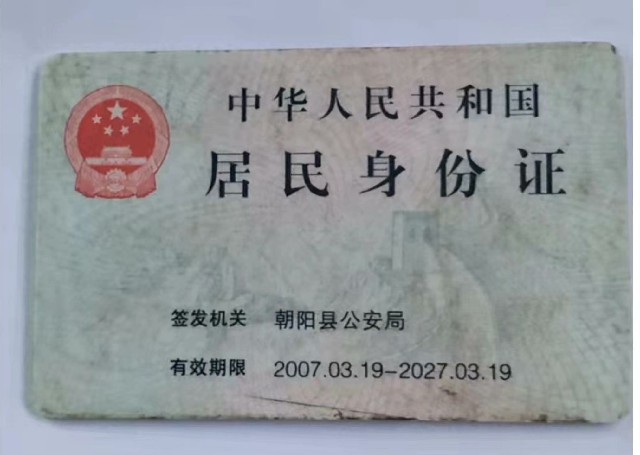 中华人民共和国
居民身份证
签发机关 朝阳县公安局
有效期限 2007.03.19-2027.03.19